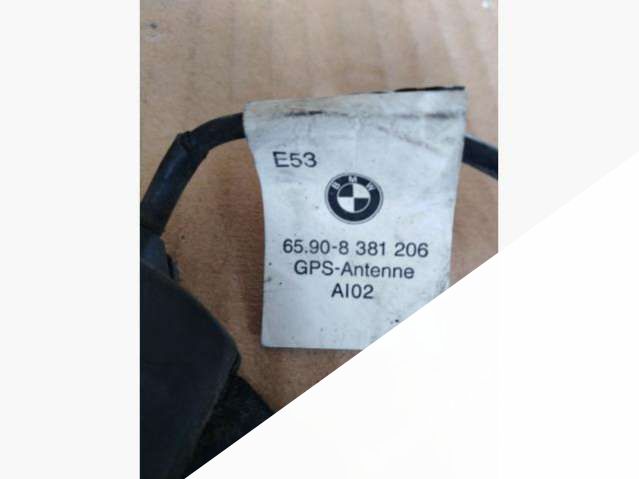 E53
BMW
65.90-8 381 206
GPS-Antenne
AI02